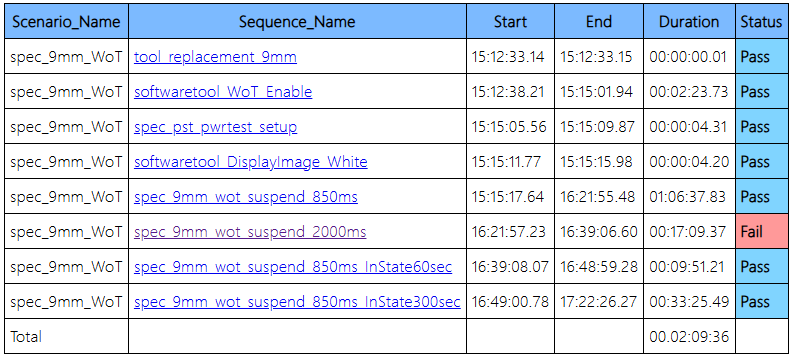 Scenario_Name Sequence_Name Start End Duration Status
spec_9mm_WoT tool_replacement_9mm 15:12:33.14 15:12:33.15 00:00:00.01 Pass
spec_9mm_WoT softwaretool_WoT_Enable 15:12:38.21 15:15:01.94 00:02:23.73 Pass
spec_9mm_WoT spec_pst_pwrtest_setup 15:15:05.56 15:15:09.87 00:00:04.31 Pass
spec_9mm_WoT softwaretool_DisplayImage_White 15:15:11.77 15:15:15.98 00:00:04.20 Pass
spec_9mm_WoT spec_9mm_wot_suspend_850ms 15:15:17.64 16:21:55.48 01:06:37.83 Pass
spec_9mm_WoT spec_9mm_wot_suspend_2000ms 16:21:57.23 16:39:06.60 00:17:09.37 Fail
spec_9mm_WoT spec_9mm_wot_suspend_850ms_InState60sec 16:39:08.07 16:48:59.28 00:09:51.21 Pass
spec_9mm_WoT spec_9mm_wot_suspend_850ms_InState300sec 16:49:00.78 17:22:26.27 00:33:25.49 Pass
Total 00.02:09:36